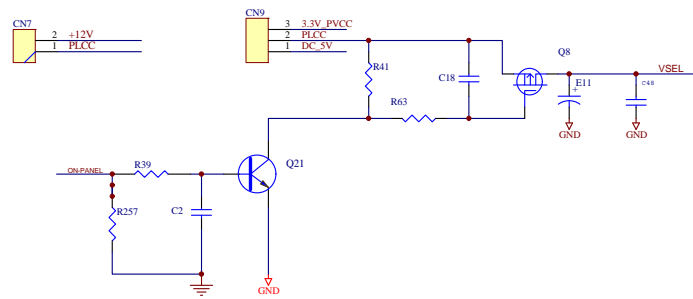 CN7
2 +12V
1 PLCC
CN9
3 3.3V_PVCC
2 PLCC
1 DC_5V
R41
C18
R63
Q8
E11
+
C48
VSEL
GND
GND
ON-PANEL
R39
Q21
R257
C2
GND